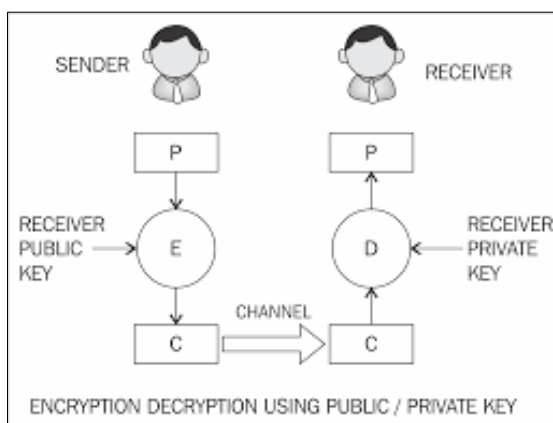 SENDER
RECEIVER
P
P
RECEIVER
PUBLIC
KEY
E
D
RECEIVER
PRIVATE
KEY
CHANNEL
C
C
ENCRYPTION DECRYPTION USING PUBLIC / PRIVATE KEY